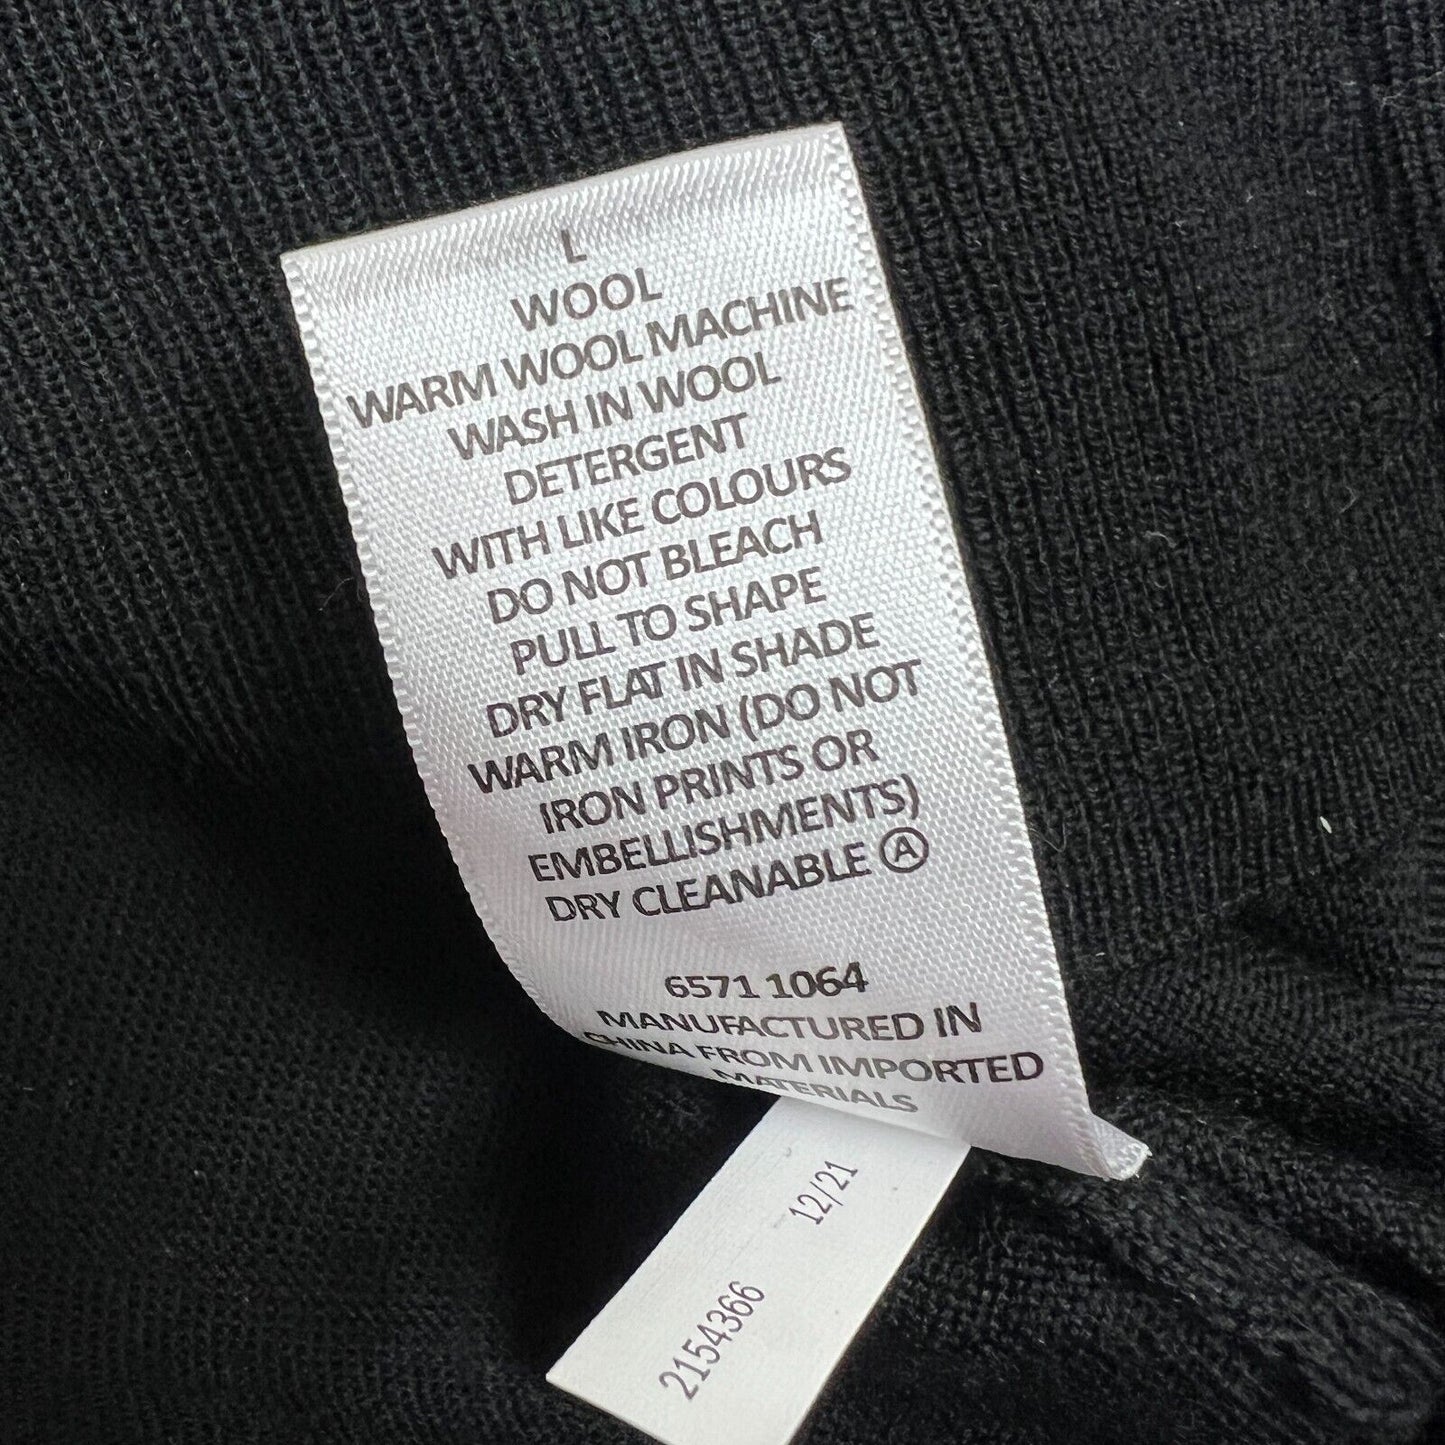 L
WOOL
WARM WOOL MACHINE
WASH IN WOOL
DETERGENT
WITH LIKE COLOURS
DO NOT BLEACH
PULL TO SHAPE
DRY FLAT IN SHADE
WARM IRON (DO NOT
IRON PRINTS OR
EMBELLISHMENTS)
DRY CLEANABLE Ⓐ
6571 1064
MANUFACTURED IN
CHINA FROM IMPORTED
MATERIALS
12/21
2154366